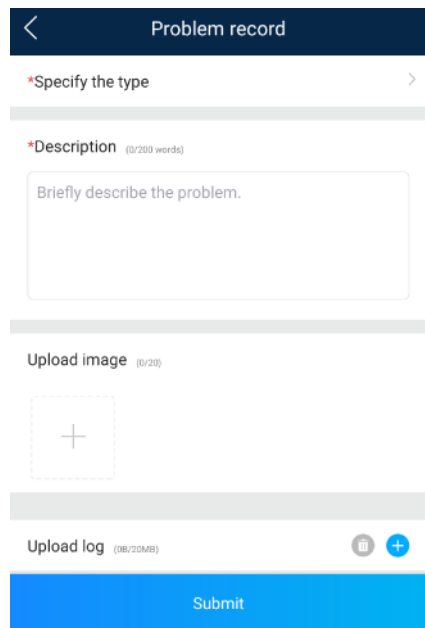 Problem record
*Specify the type
*Description (0/200 words)
Briefly describe the problem.
Upload image (0/20)
Upload log (0B/20MB)
Submit